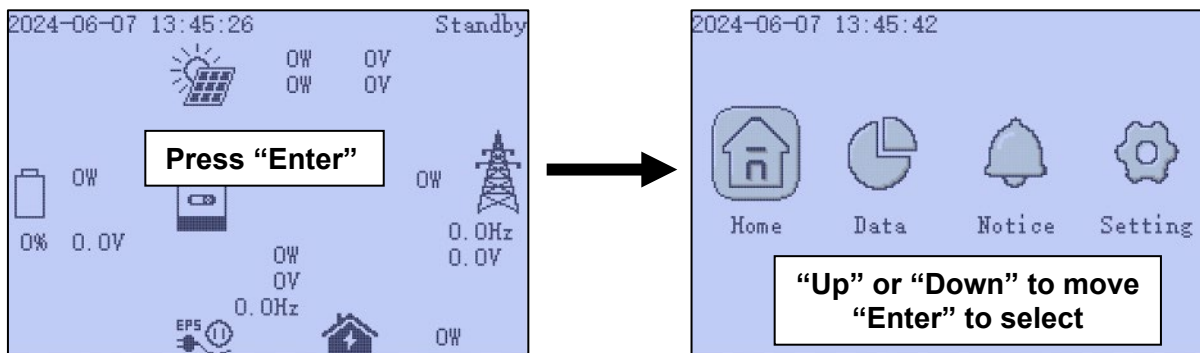 2024-06-07 13:45:26 Standby
0W 0V
0W 0V
Press “Enter”
0W
0W
0% 0.0V
0.0Hz
0.0V
0W
0V
0.0Hz
EPS
0W
2024-06-07 13:45:42
Home Data Notice Setting
“Up” or “Down” to move
“Enter” to select